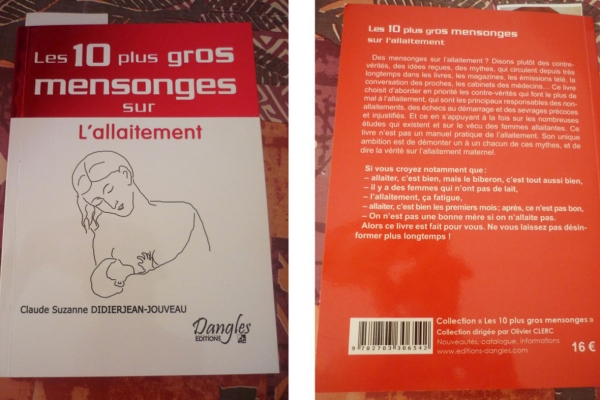 Les 10 plus gros
mensonges
sur
L'allaitement
Claude Suzanne DIDIERJEAN-JOUVEAU
Dangles
EDITIONS
Les 10 plus gros mensonges
sur l'allaitement
Des mensonges sur l'allaitement ? Disons plutôt des contre-
vérités, des idées reçues, des mythes, qui circulent depuis très
longtemps dans les livres, les magazines, les émissions télé, la
conversation des proches, les cabinets des médecins... Ce livre
choisit d'aborder en priorité les contre-vérités qui font le plus de
mal à l'allaitement, qui sont les principaux responsables des non-
allaitements, des échecs au démarrage et des sevrages précoces
et injustifiés. Et ce en s'appuyant à la fois sur les nombreuses
études qui existent et sur le vécu des femmes allaitantes. Ce
livre n'est pas un manuel pratique de l'allaitement. Son unique
ambition est de démonter un à un chacun de ces mythes, et de
dire la vérité sur l'allaitement maternel.
Si vous croyez notamment que :
– allaiter, c'est bien, mais le biberon, c'est tout aussi bien,
– il y a des femmes qui n'ont pas de lait,
– l'allaitement, ça fatigue,
– allaiter, c'est bien les premiers mois ; après, ce n'est pas bon,
– On n'est pas une bonne mère si on n'allaite pas.
Alors ce livre est fait pour vous. Ne vous laissez pas désin-
former plus longtemps !
Collection « Les 10 plus gros mensonges »
Collection dirigée par Olivier CLERC
Nouveautés, catalogue, informations
www.editions-dangles.com
16 €
9 782703 306542